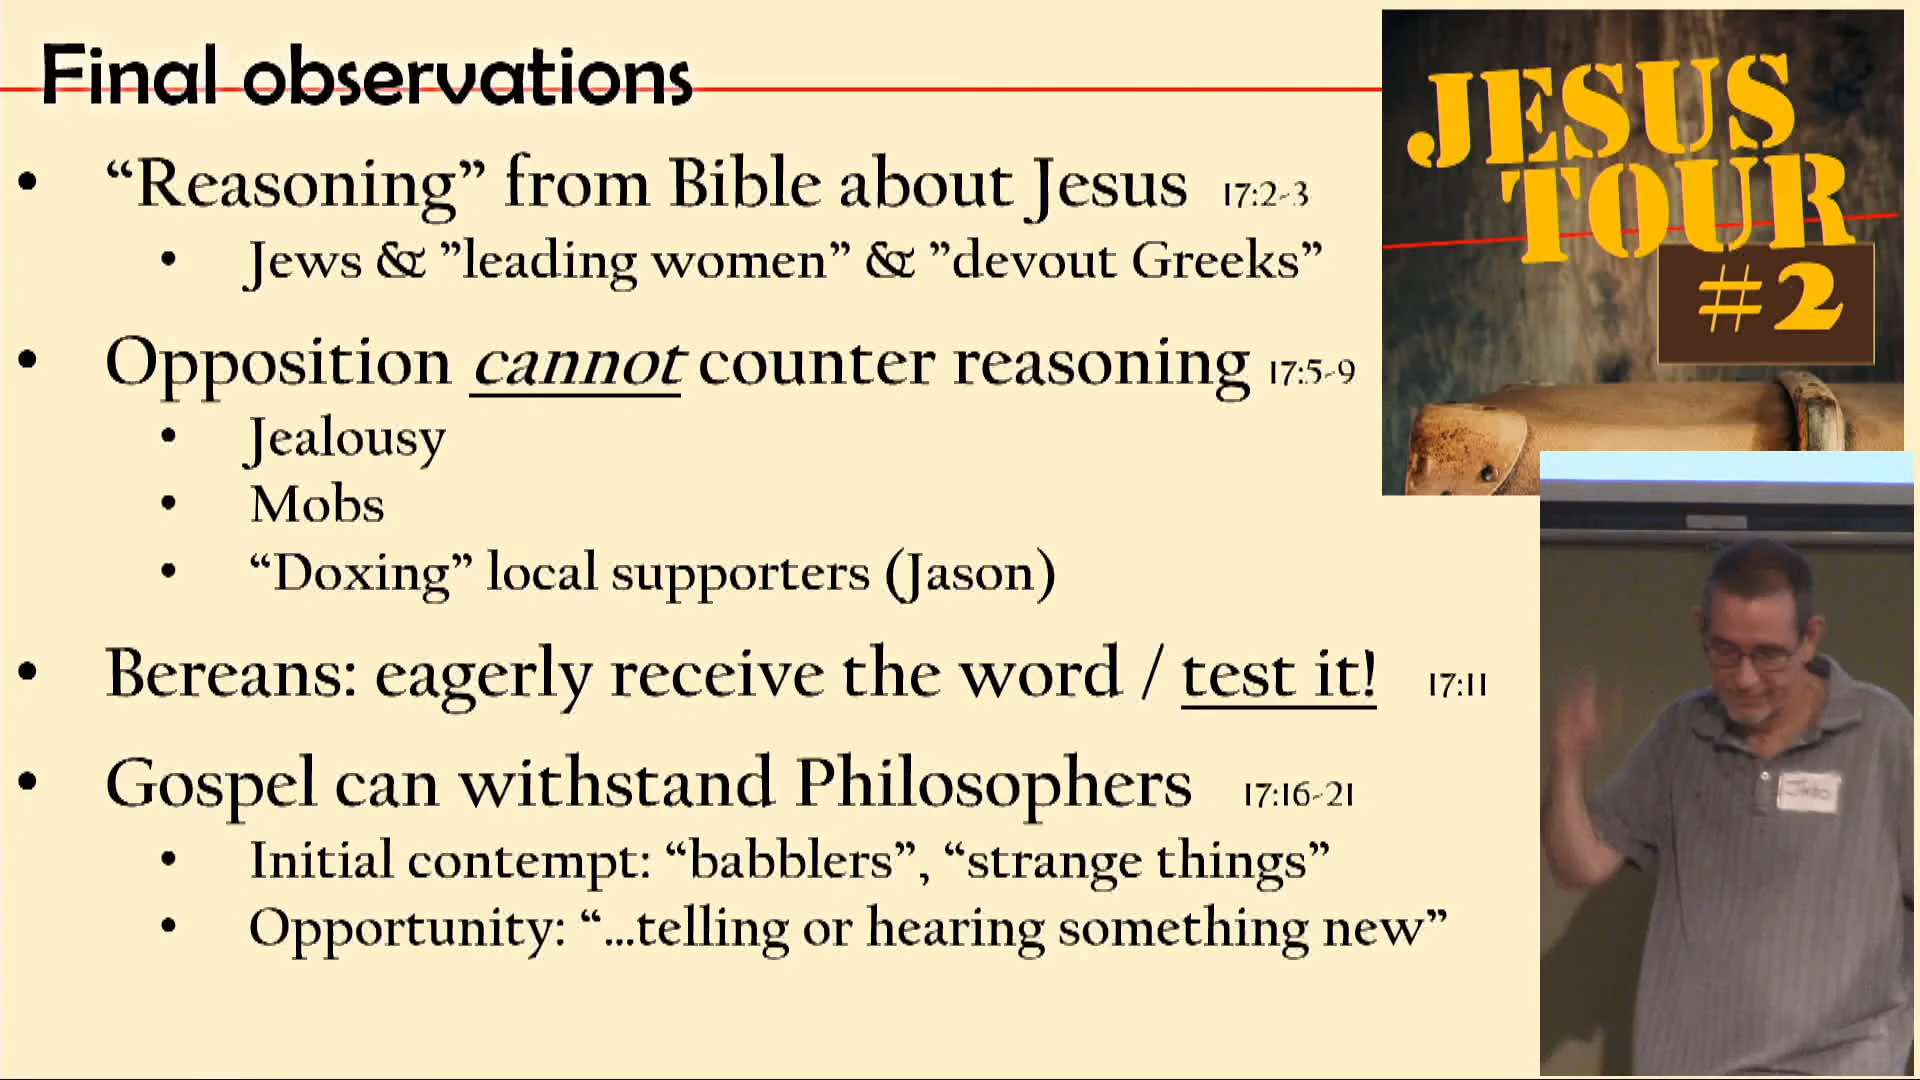 Final observations
• “Reasoning” from Bible about Jesus 17:2-3
• Jews & ”leading women” & ”devout Greeks”
• Opposition cannot counter reasoning 17:5-9
• Jealousy
• Mobs
• “Doxing” local supporters (Jason)
• Bereans: eagerly receive the word / test it! 17:11
• Gospel can withstand Philosophers 17:16-21
• Initial contempt: “babblers”, “strange things”
• Opportunity: “...telling or hearing something new”
JESUS
TOUR
#2